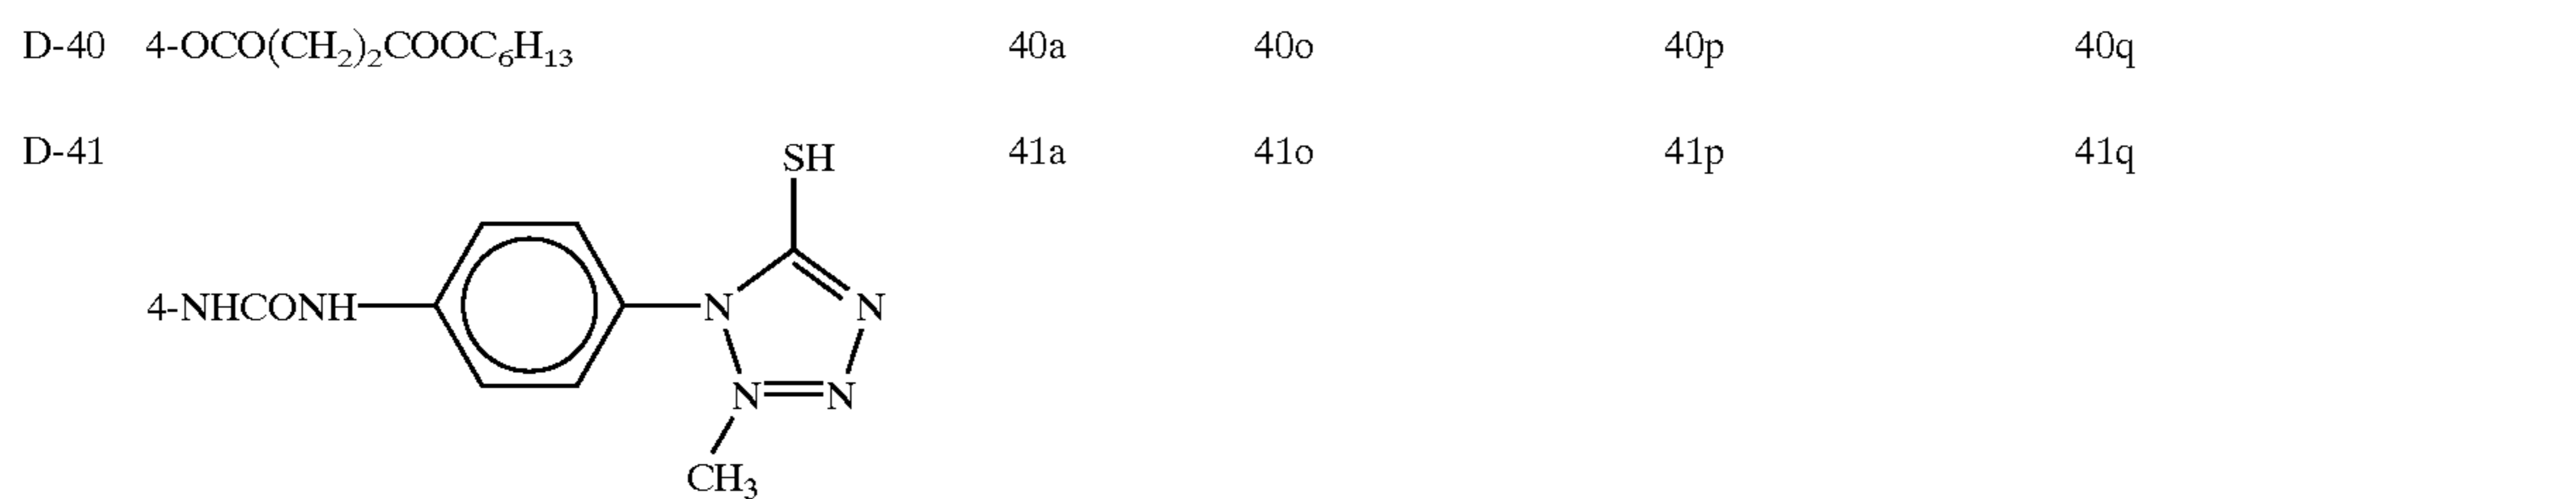 D-40 4-OCO(CH₂)₂COOC₆H₁₃ 40a 40o 40p 40q
D-41 41a 41o 41p 41q
SH
4-NHCONH N N
N N
CH₃